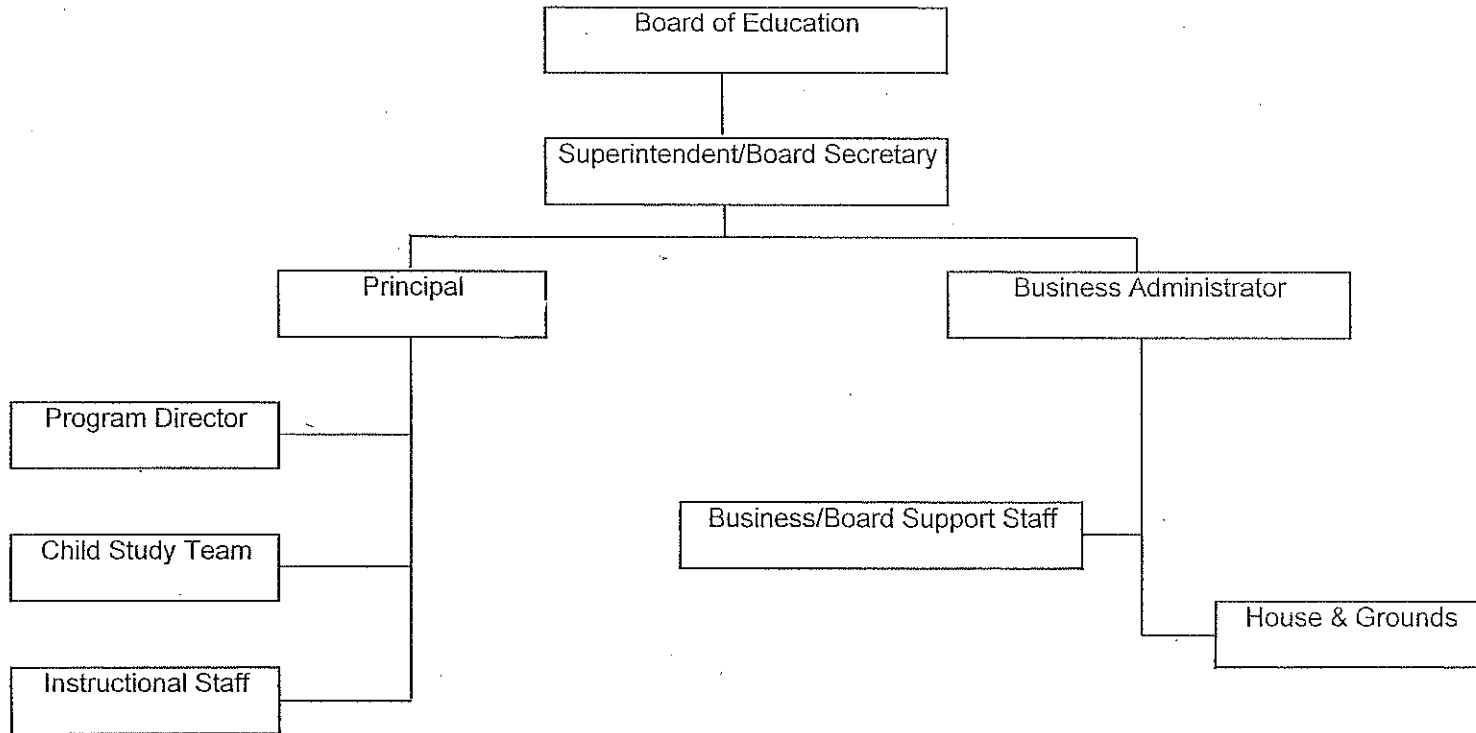 Board of Education
Superintendent/Board Secretary
Principal
Business Administrator
Program Director
Business/Board Support Staff
Child Study Team
House & Grounds
Instructional Staff